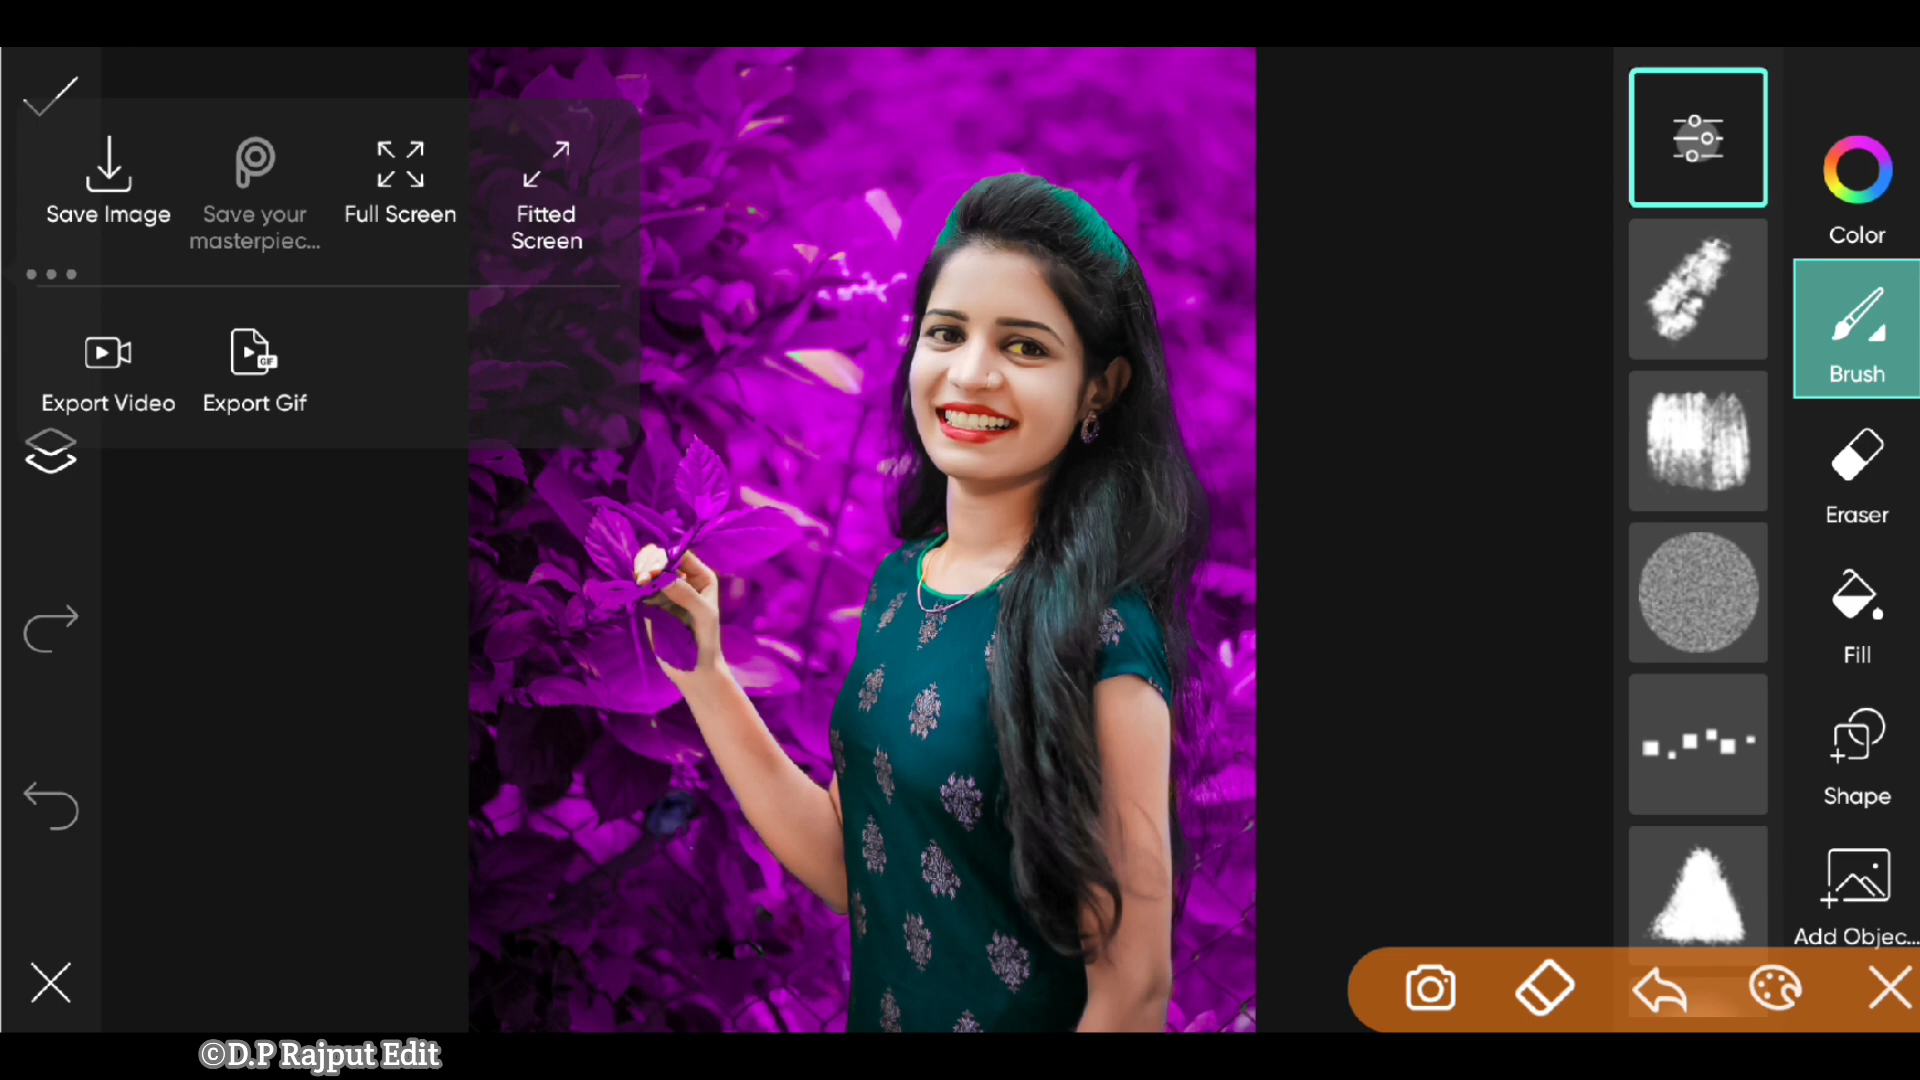 Save Image
Save your
masterpiec...
Full Screen
Fitted
Screen
Export Video
Export Gif
GIF
Color
Brush
Eraser
Fill
Shape
Add Objec...
©D.P Rajput Edit